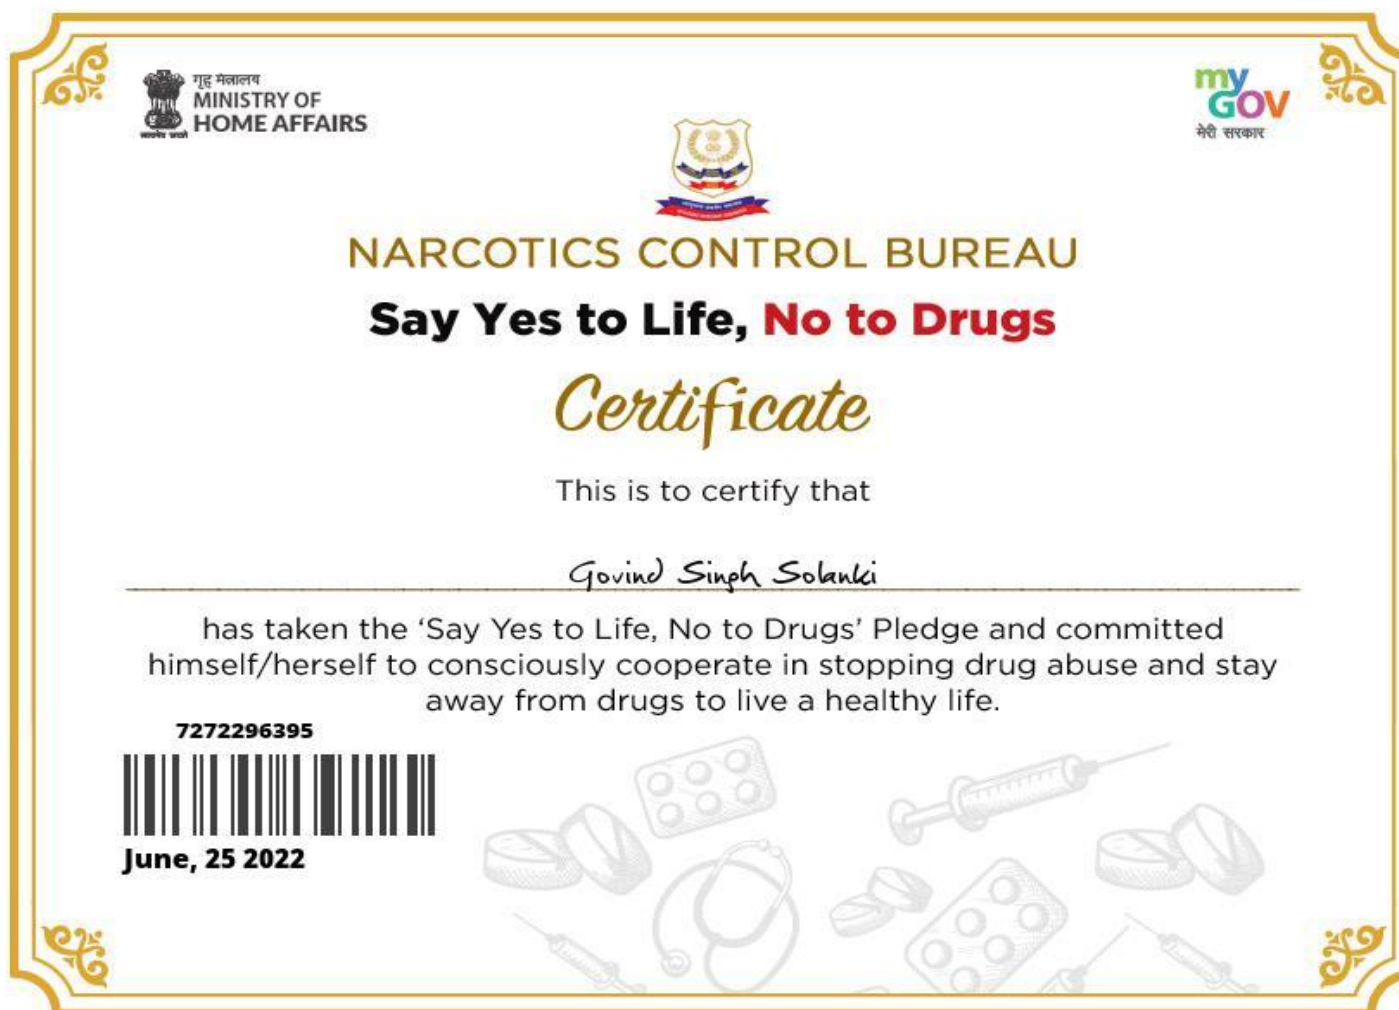 गृह मंत्रालय
MINISTRY OF
HOME AFFAIRS
my
GOV
मेरी सरकार
NARCOTICS CONTROL BUREAU
Say Yes to Life, No to Drugs
Certificate
This is to certify that
Govind Singh Solanki
has taken the ‘Say Yes to Life, No to Drugs’ Pledge and committed
himself/herself to consciously cooperate in stopping drug abuse and stay
away from drugs to live a healthy life.
7272296395
June, 25 2022